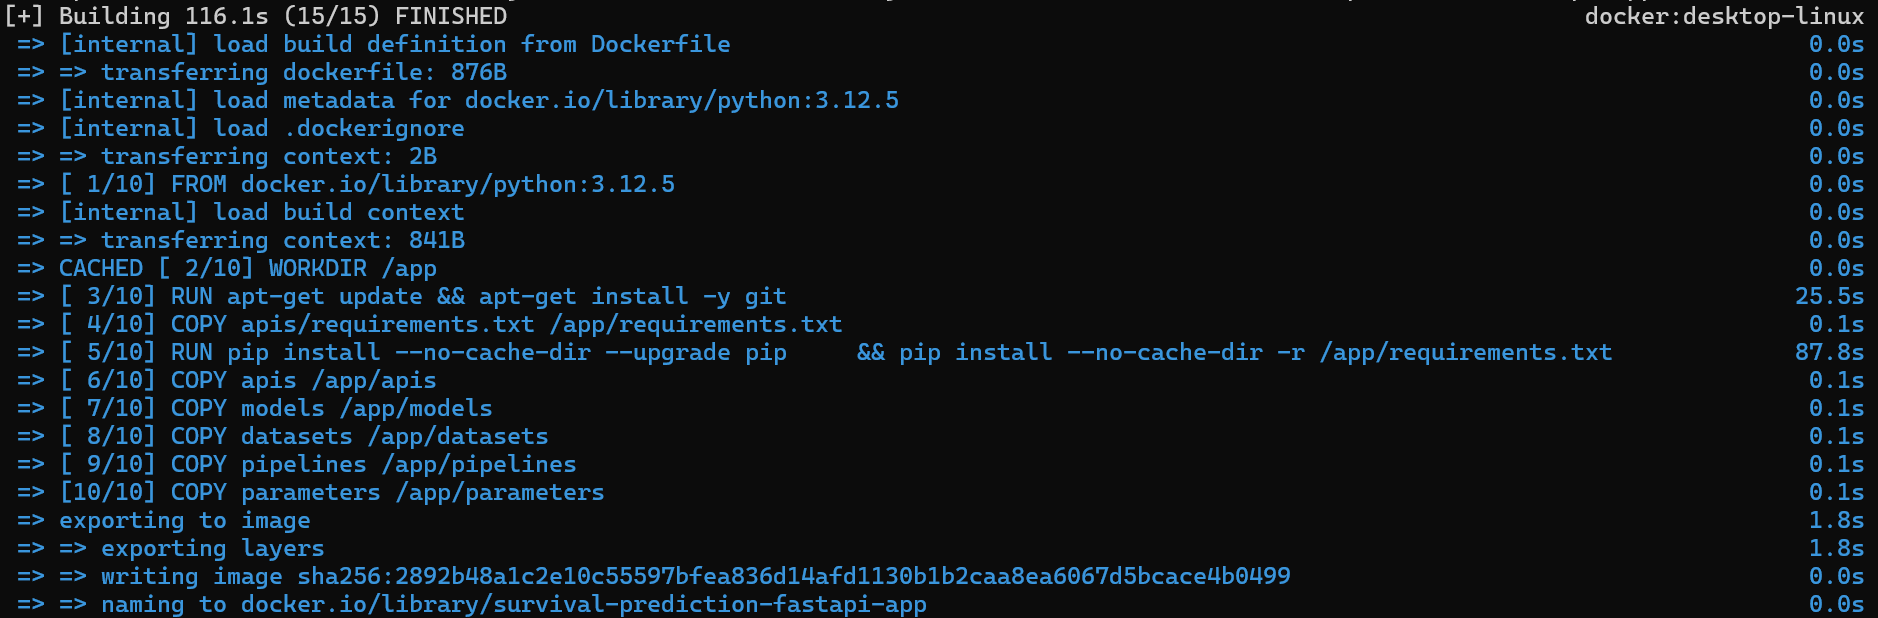 [+] Building 116.1s (15/15) FINISHED docker:desktop-linux
=> [internal] load build definition from Dockerfile 0.0s
=> => transferring dockerfile: 876B 0.0s
=> [internal] load metadata for docker.io/library/python:3.12.5 0.0s
=> [internal] load .dockerignore 0.0s
=> => transferring context: 2B 0.0s
=> [ 1/10] FROM docker.io/library/python:3.12.5 0.0s
=> [internal] load build context 0.0s
=> => transferring context: 841B 0.0s
=> CACHED [ 2/10] WORKDIR /app 0.0s
=> [ 3/10] RUN apt-get update && apt-get install -y git 25.5s
=> [ 4/10] COPY apis/requirements.txt /app/requirements.txt 0.1s
=> [ 5/10] RUN pip install --no-cache-dir --upgrade pip     && pip install --no-cache-dir -r /app/requirements.txt 87.8s
=> [ 6/10] COPY apis /app/apis 0.1s
=> [ 7/10] COPY models /app/models 0.1s
=> [ 8/10] COPY datasets /app/datasets 0.1s
=> [ 9/10] COPY pipelines /app/pipelines 0.1s
=> [10/10] COPY parameters /app/parameters 0.1s
=> exporting to image 1.8s
=> => exporting layers 1.8s
=> => writing image sha256:2892b48a1c2e10c55597bfea836d14afd1130b1b2caa8ea6067d5bcace4b0499 0.0s
=> => naming to docker.io/library/survival-prediction-fastapi-app 0.0s